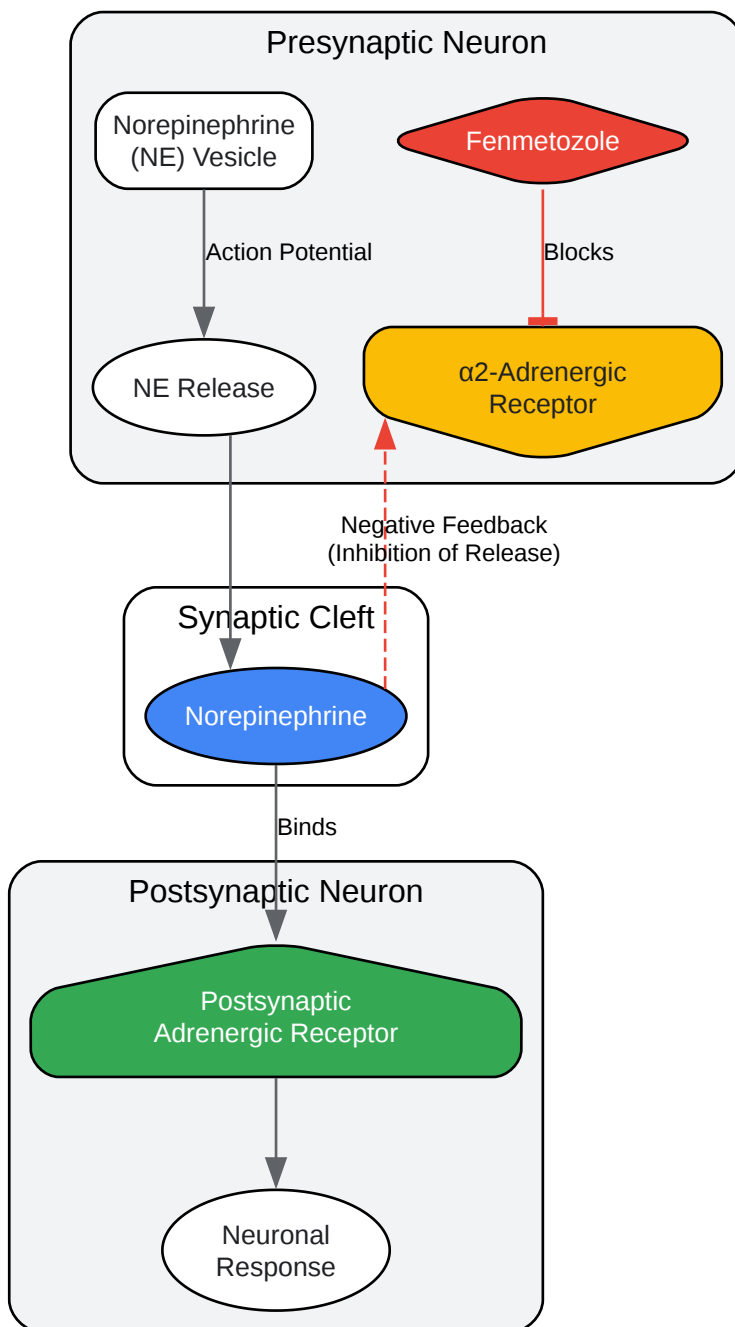 Presynaptic Neuron
Norepinephrine
(NE) Vesicle
Fenmetozole
Action Potential
Blocks
NE Release
α2-Adrenergic
Receptor
Negative Feedback
(Inhibition of Release)
Synaptic Cleft
Norepinephrine
Binds
Postsynaptic Neuron
Postsynaptic
Adrenergic Receptor
Neuronal
Response